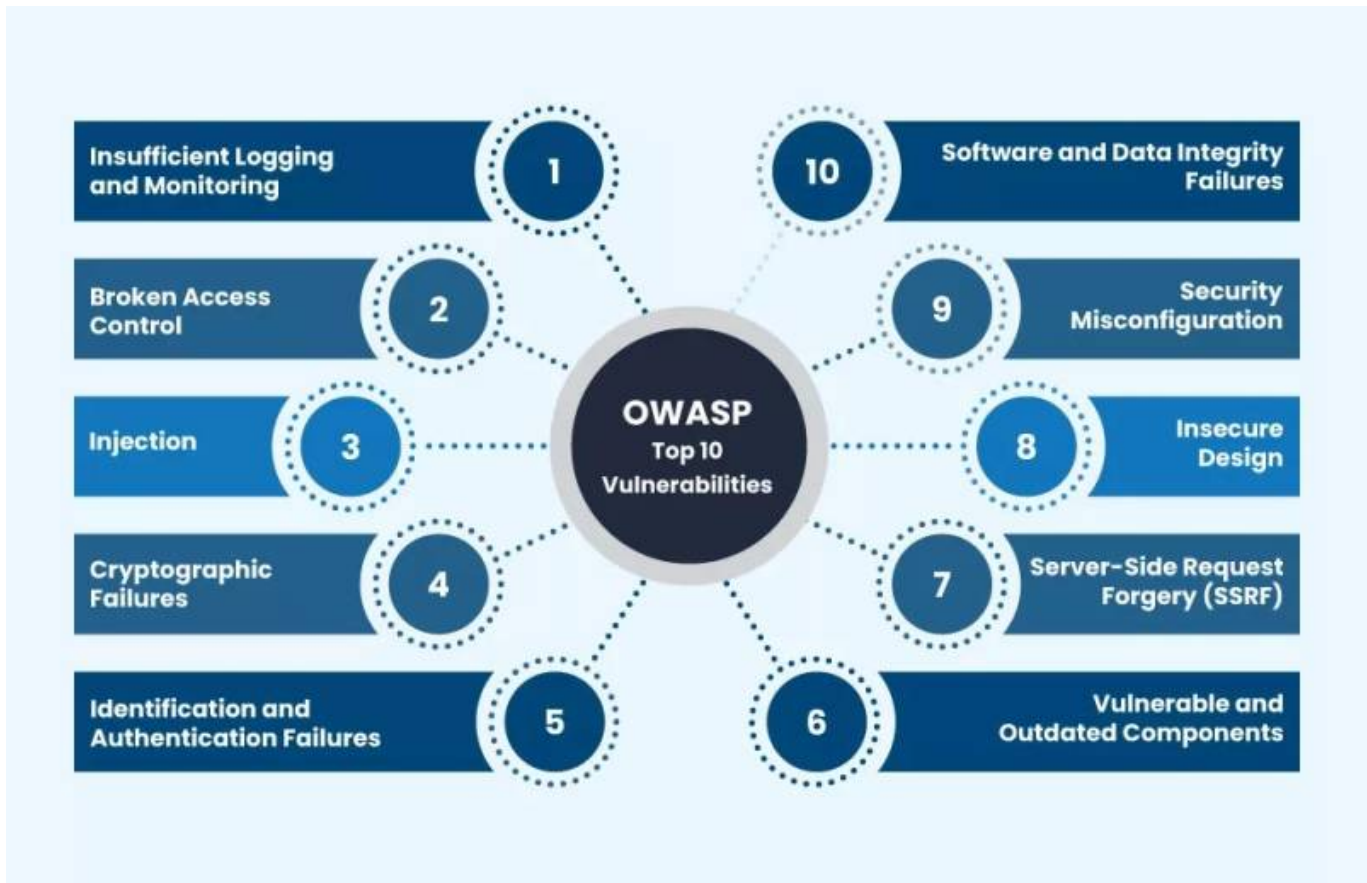 Insufficient Logging
and Monitoring
1
Broken Access
Control
2
Injection
3
Cryptographic
Failures
4
Identification and
Authentication Failures
5
OWASP
Top 10
Vulnerabilities
10
Software and Data Integrity
Failures
9
Security
Misconfiguration
8
Insecure
Design
7
Server-Side Request
Forgery (SSRF)
6
Vulnerable and
Outdated Components